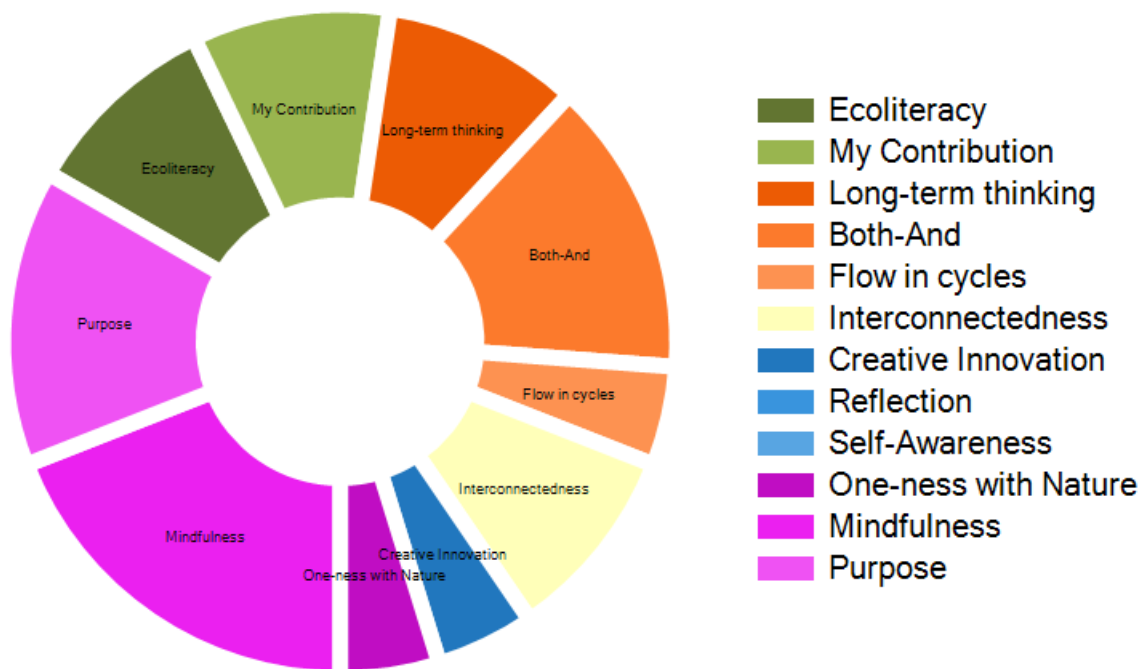 My Contribution
Long-term thinking
Ecoliteracy
Both-And
Purpose
Flow in cycles
Interconnectedness
Mindfulness
Creative Innovation
One-ness with Nature
Ecoliteracy
My Contribution
Long-term thinking
Both-And
Flow in cycles
Interconnectedness
Creative Innovation
Reflection
Self-Awareness
One-ness with Nature
Mindfulness
Purpose